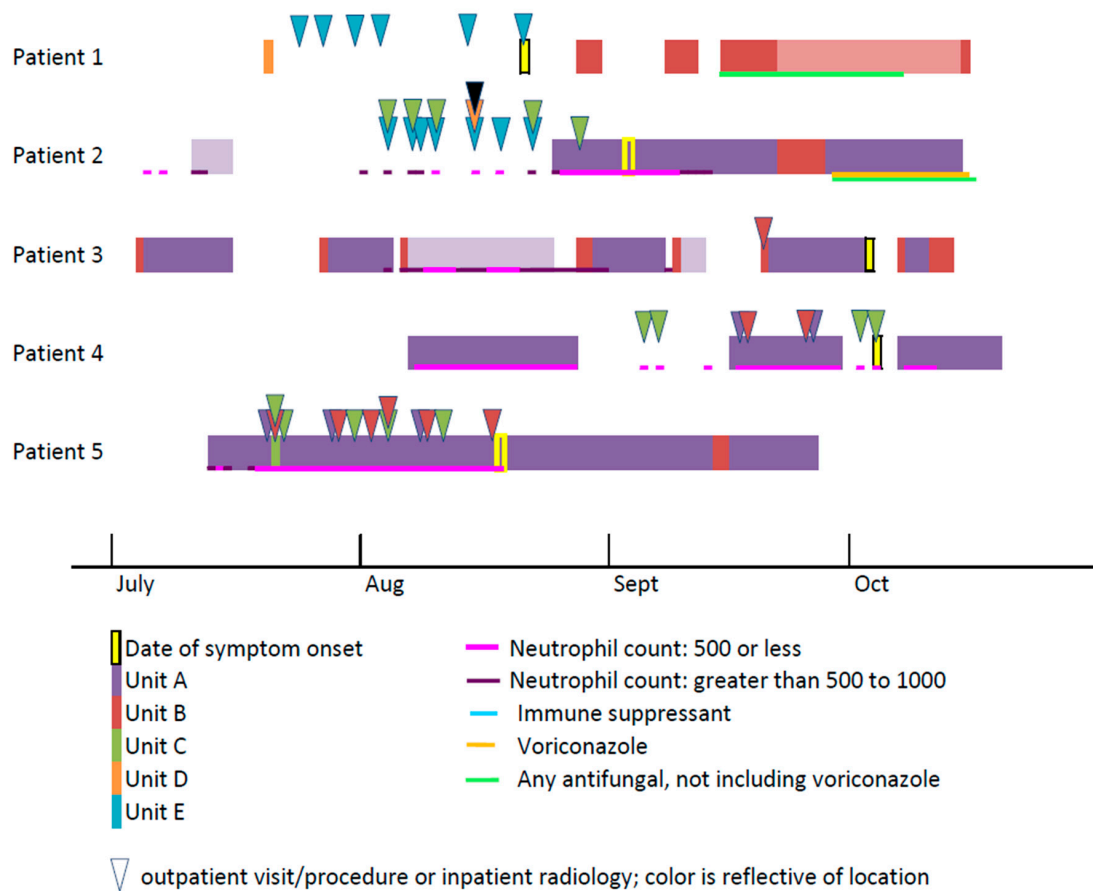 Patient 1
Patient 2
Patient 3
Patient 4
Patient 5
July Aug Sept Oct
Date of symptom onset
Unit A
Unit B
Unit C
Unit D
Unit E
Neutrophil count: 500 or less
Neutrophil count: greater than 500 to 1000
Immune suppressant
Voriconazole
Any antifungal, not including voriconazole
outpatient visit/procedure or inpatient radiology; color is reflective of location